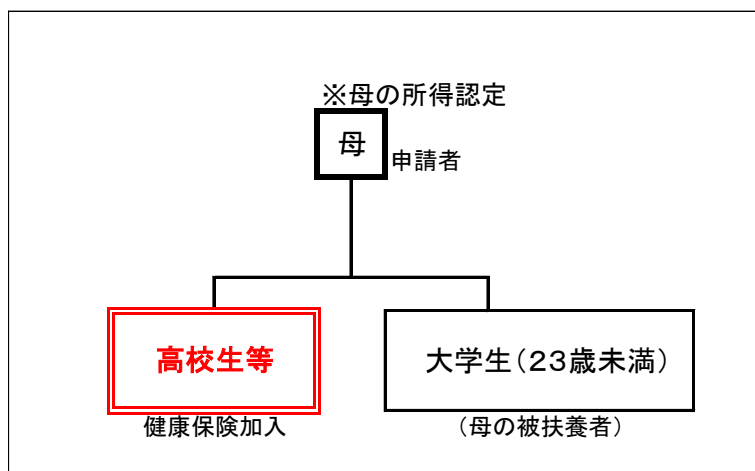 ※母の所得認定
母
申請者
高校生等
大学生（２３歳未満）
健康保険加入
（母の被扶養者）